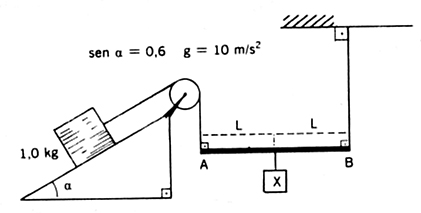 sen α = 0,6 g = 10 m/s²
L L
1,0 kg
A B
α
X